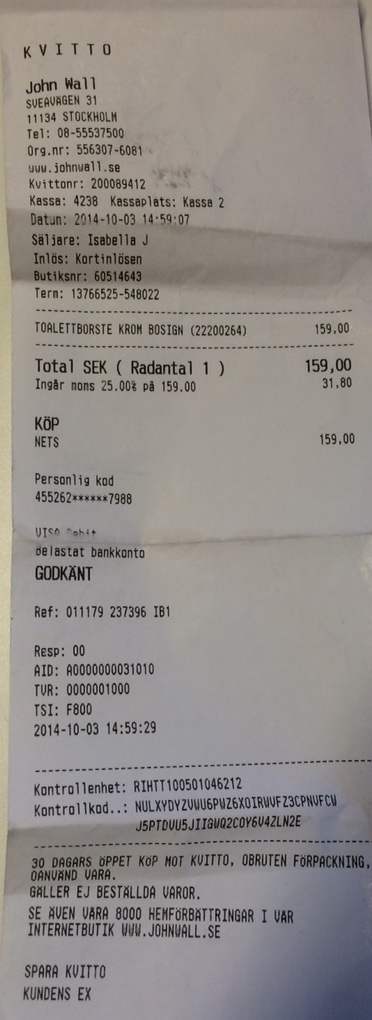 K V I T T O
John Wall
SVEAVÄGEN 31
11134 STOCKHOLM
Tel: 08-55537500
Org.nr: 556307-6081
www.johnwall.se
Kvittonr: 200089412
Kassa: 4238 Kassaplats: Kassa 2
Datum: 2014-10-03 14:59:07
Säljare: Isabella J
Inlös: Kortinlösen
Butiksnr: 60514643
Term: 13766525-548022
TOALETTBORSTE KROM BOSIGN (22200264) 159,00
Total SEK ( Radantal 1 ) 159,00
Ingår moms 25.00% på 159.00 31,80
KÖP
NETS 159,00
Personlig kod
455262******7988
VISA Debit
Belastat bankkonto
GODKÄNT
Ref: 011179 237396 IB1
Resp: 00
AID: A0000000031010
TVR: 0000001000
TSI: F800
2014-10-03 14:59:29
Kontrollenhet: RIHTT100501046212
Kontrollkod..:
30 DAGARS ÖPPET KÖP MOT KVITTO, OBRUTEN FÖRPACKNING,
OANVÄND VARA.
GÄLLER EJ BESTÄLLDA VAROR.
SE ÄVEN VÅRA 8000 HEMFÖRBÄTTRINGAR I VÅR
INTERNETBUTIK WWW.JOHNWALL.SE
SPARA KVITTO
KUNDENS EX